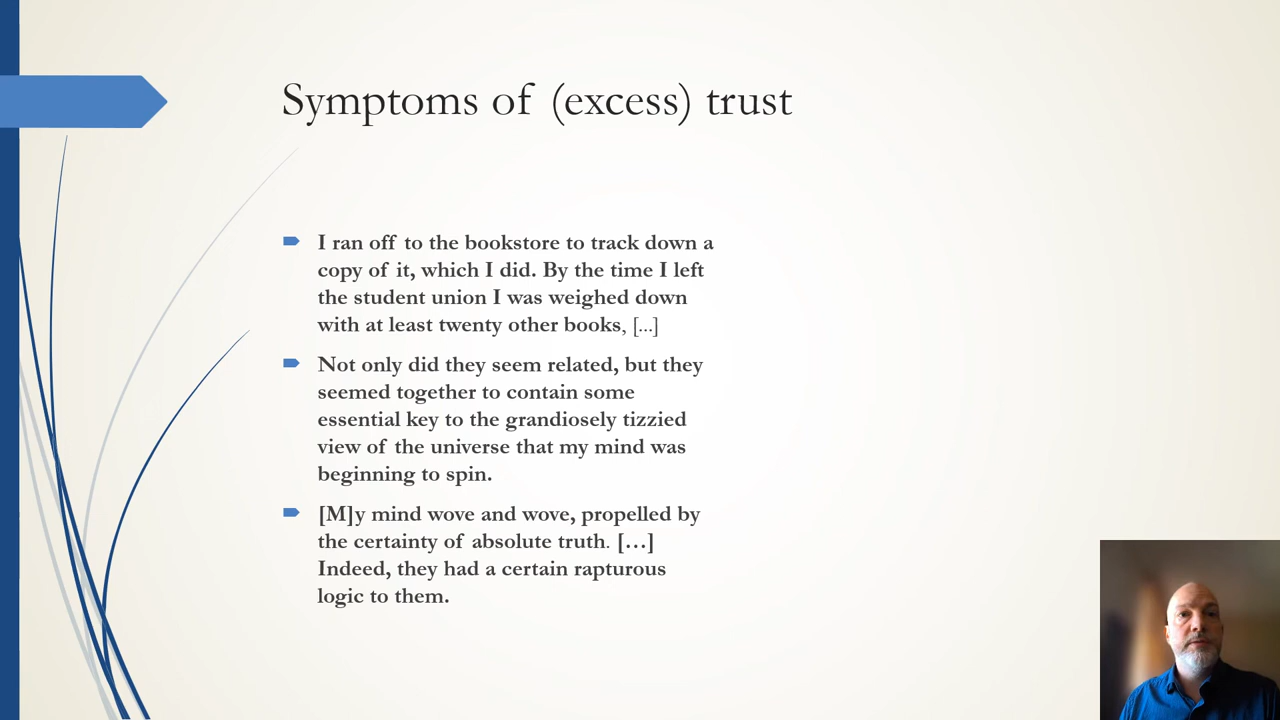 Symptoms of (excess) trust
I ran off to the bookstore to track down a
copy of it, which I did. By the time I left
the student union I was weighed down
with at least twenty other books, [...]
Not only did they seem related, but they
seemed together to contain some
essential key to the grandiosely tizzied
view of the universe that my mind was
beginning to spin.
[M]y mind wove and wove, propelled by
the certainty of absolute truth. […]
Indeed, they had a certain rapturous
logic to them.